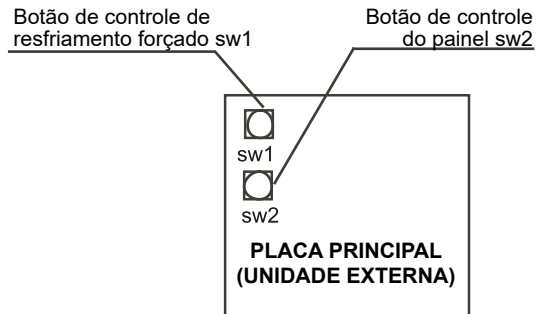 Botão de controle de
resfriamento forçado sw1
Botão de controle
do painel sw2
sw1
sw2
PLACA PRINCIPAL
(UNIDADE EXTERNA)